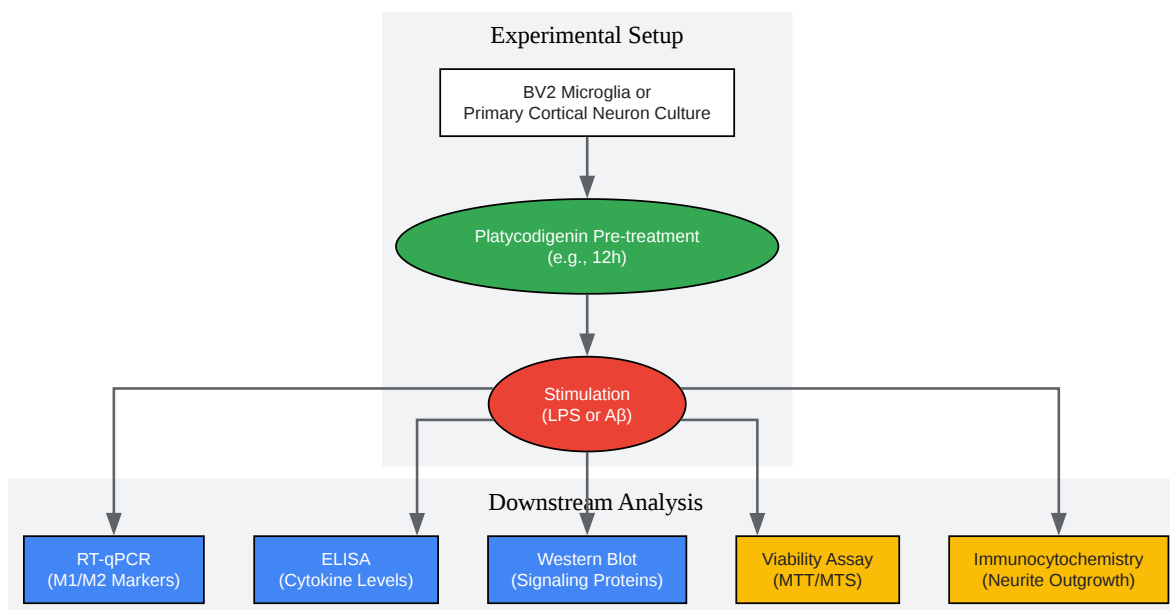 Experimental Setup
BV2 Microglia or
Primary Cortical Neuron Culture
Platycodigenin Pre-treatment
(e.g., 12h)
Stimulation
(LPS or Aβ)
Downstream Analysis
RT-qPCR
(M1/M2 Markers)
ELISA
(Cytokine Levels)
Western Blot
(Signaling Proteins)
Viability Assay
(MTT/MTS)
Immunocytochemistry
(Neurite Outgrowth)